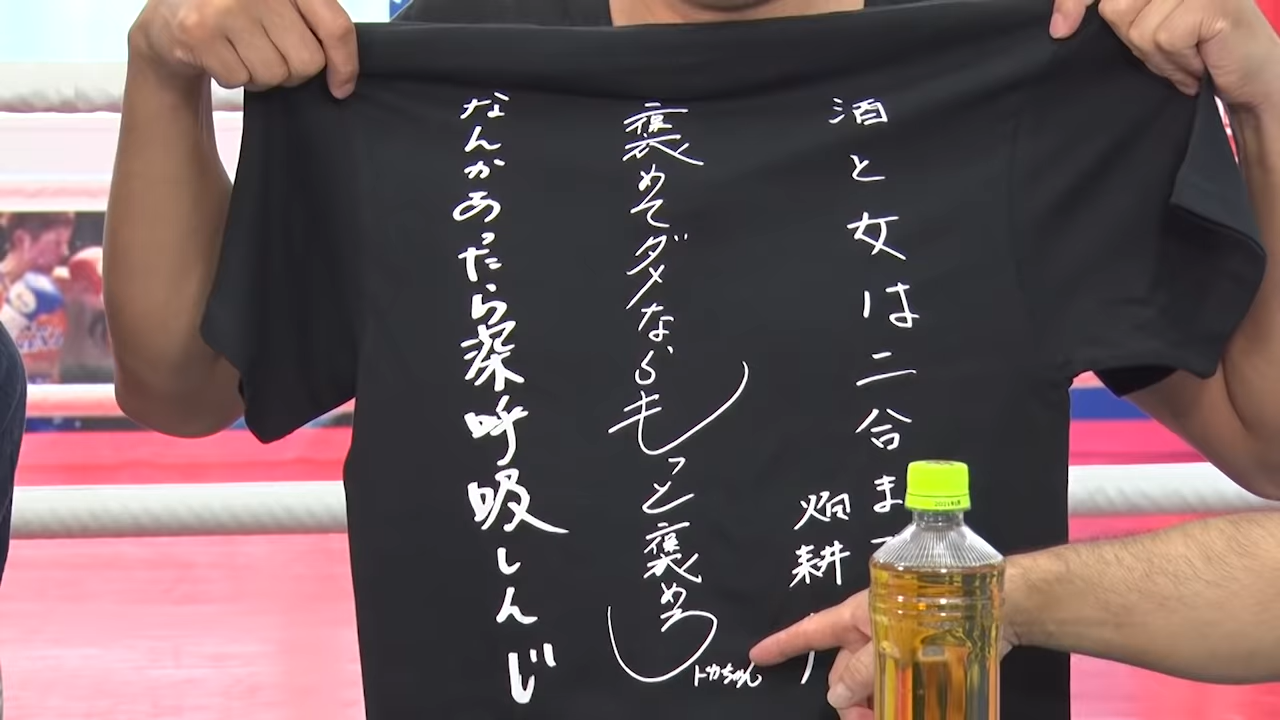 酒と女は二合まで
褒めてダメならもっと褒めろ
トカちゃん
なんかあったら深呼吸しんじ